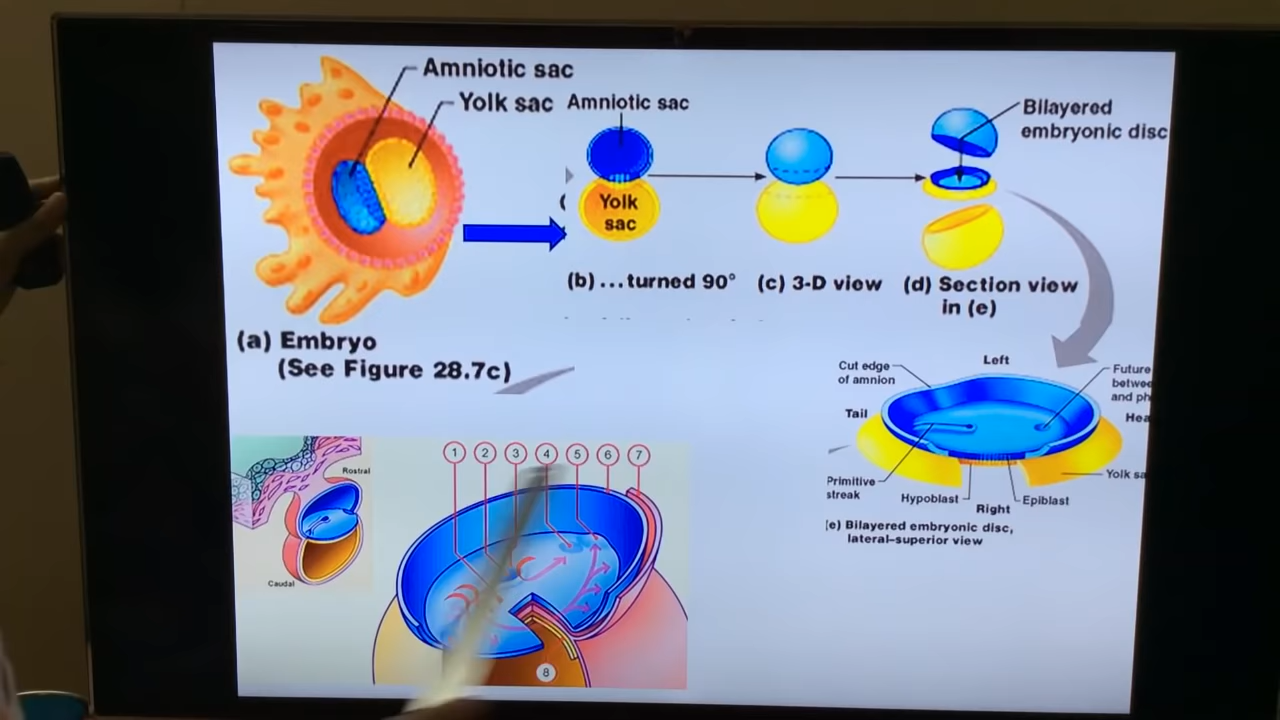 Amniotic sac
Yolk sac
(a) Embryo
(See Figure 28.7c)
Amniotic sac
Yolk
sac
(b)...turned 90°
(c) 3-D view
Bilayered
embryonic disc
(d) Section view
in (e)
Rostral
Caudal
1 2 3 4 5 6 7
8
Cut edge
of amnion
Left
Future
Tail
Primitive
streak
Hypoblast
Right
Epiblast
(e) Bilayered embryonic disc,
lateral–superior view